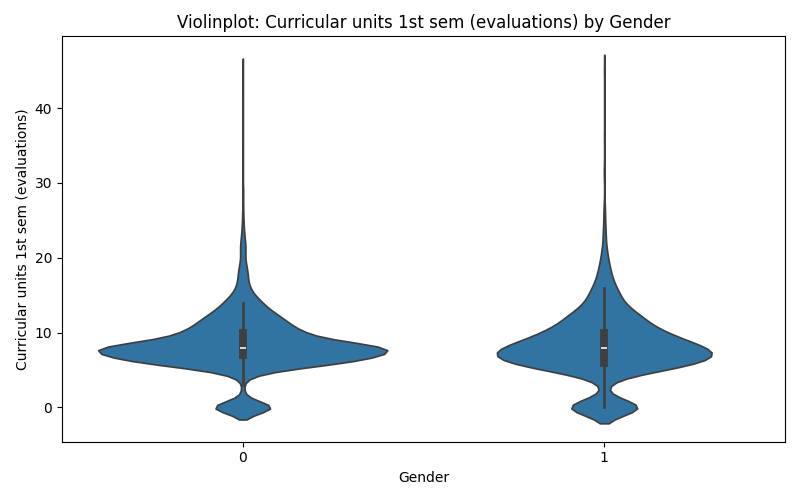 Violinplot: Curricular units 1st sem (evaluations) by Gender
Curricular units 1st sem (evaluations)
40
30
20
10
0
0 1
Gender